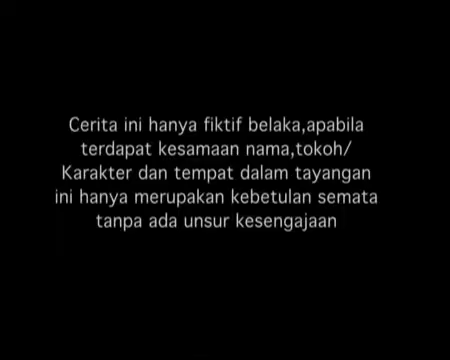 Cerita ini hanya fiktif belaka,apabila
terdapat kesamaan nama,tokoh/
Karakter dan tempat dalam tayangan
ini hanya merupakan kebetulan semata
tanpa ada unsur kesengajaan